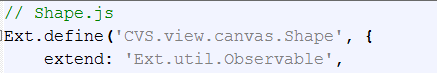 // Shape.js
Ext.define('CVS.view.canvas.Shape', {
    extend: 'Ext.util.Observable',